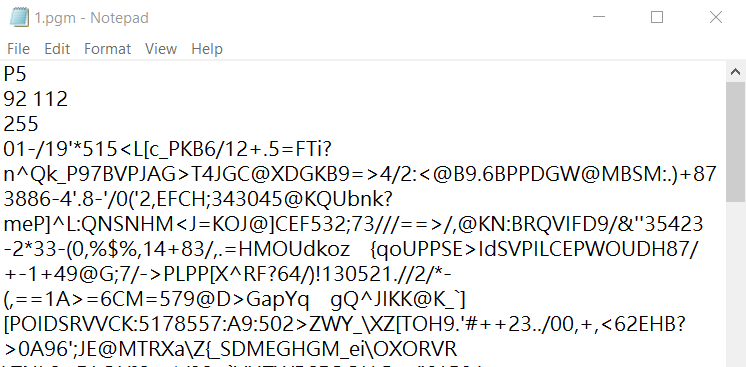 1.pgm - Notepad
File Edit Format View Help
P5
92 112
255
01-/19'*515<L[c_PKB6/12+.5=FTi?
n^Qk_P97BVPJAG>T4JGC@XDGKB9=>4/2:<@B9.6BPPDGW@MBSM:.)+87
3886-4'.8-'/0('2,EFCH;343045@KQUbnk?
meP]^L:QNSNHM<J=KOJ@]CEF532;73///==>/,@KN:BRQVIFD9/&''35423
-2*33-(0,%$%,14+83/,.=HMOUdkoz {qoUPPSE>IdSVPILCEPWOUDH87/
+-1+49@G;7/->PLPP[X^RF?64/)!130521.//2/*-
(,==1A>=6CM=579@D>GapYq gQ^JIKK@K_`]
[POIDSRVVCK:5178557:A9:502>ZWY_\XZ[TOH9.'#++23../00,+,<62EHB?
>0A96';JE@MTRXa\Z{_SDMEGHGM_ei\OXORVR